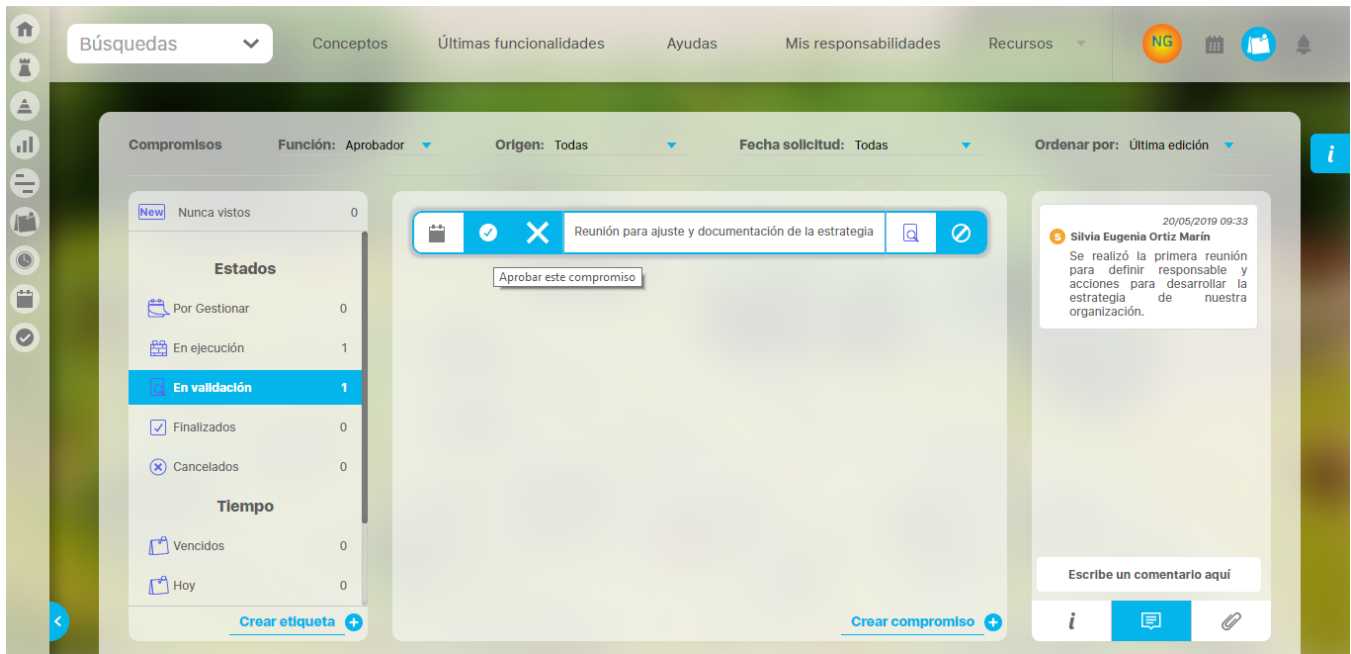 Búsquedas
Conceptos
Últimas funcionalidades
Ayudas
Mis responsabilidades
Recursos
NG
Compromisos
Función: Aprobador
Origen: Todas
Fecha solicitud: Todas
Ordenar por: Última edición
i
New Nunca vistos 0
Estados
Por Gestionar 0
En ejecución 1
En validación 1
Finalizados 0
Cancelados 0
Tiempo
Vencidos 0
Hoy 0
Crear etiqueta
Reunión para ajuste y documentación de la estrategia
Aprobar este compromiso
Crear compromiso
20/05/2019 09:33
S Silvia Eugenia Ortiz Marín
Se realizó la primera reunión
para definir responsable y
acciones para desarrollar la
estrategia de nuestra
organización.
Escribe un comentario aquí
i